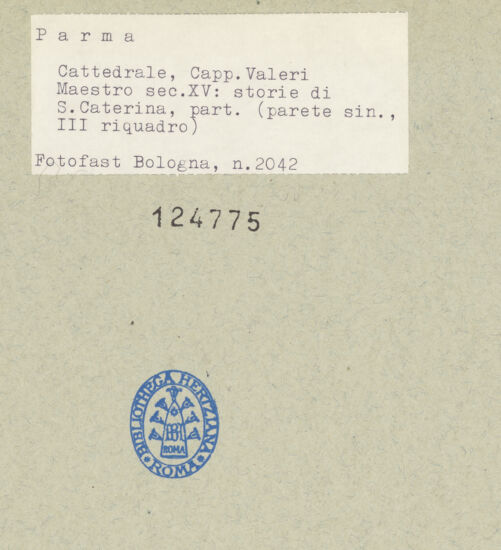 P a r m a
Cattedrale, Capp.Valeri
Maestro sec.XV: storie di
S.Caterina, part. (parete sin.,
III riquadro)
Fotofast Bologna, n.2042
124775
BIBLIOTHECA HERTZIANA
ROMA
ROMA